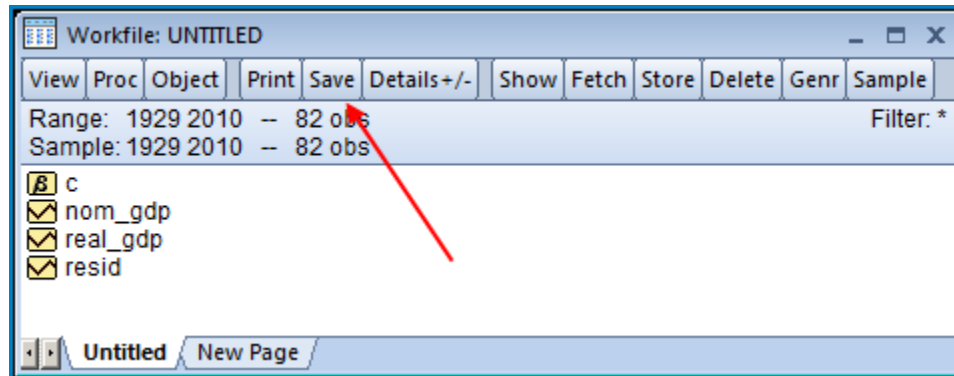 Workfile: UNTITLED
View Proc Object Print Save Details+/- Show Fetch Store Delete Genr Sample
Range: 1929 2010 -- 82 obs Filter: *
Sample: 1929 2010 -- 82 obs
β c
nom_gdp
real_gdp
resid
Untitled New Page